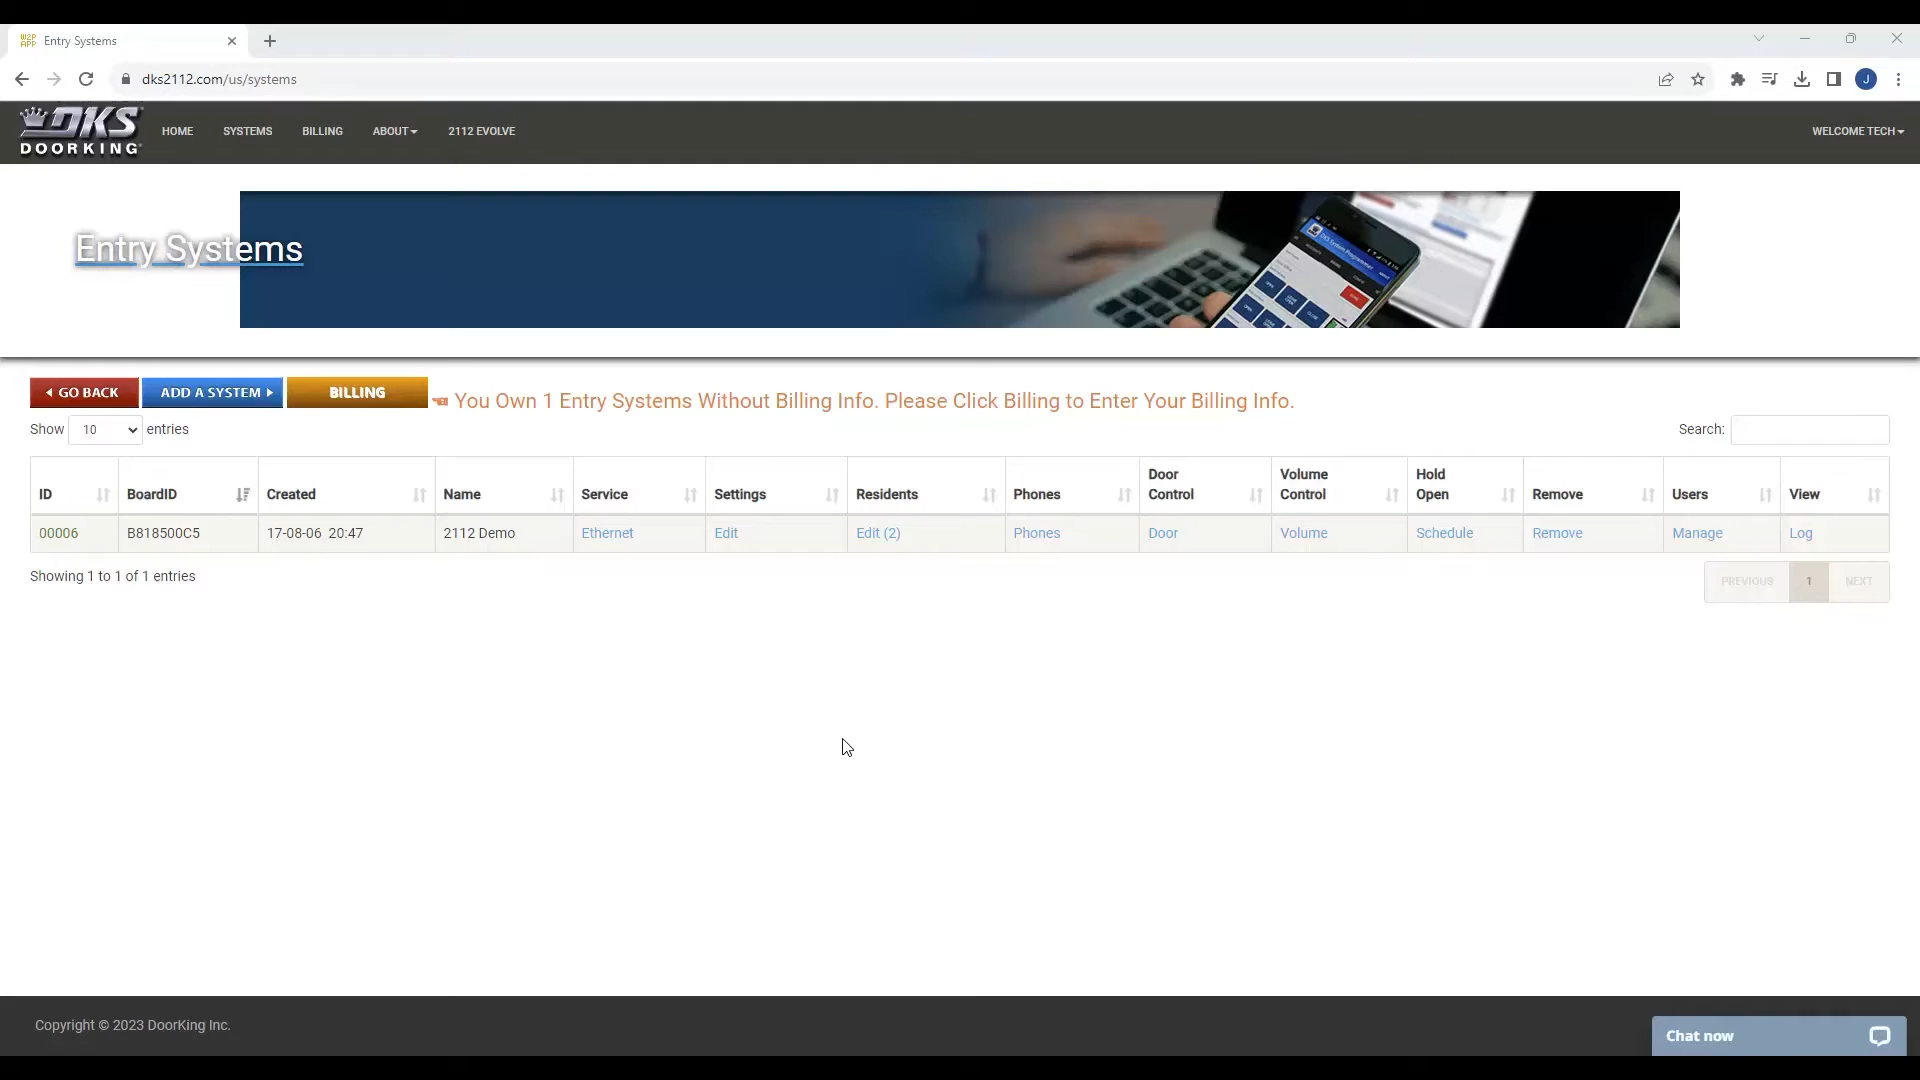 Entry Systems
dks2112.com/us/systems
J
DKS
DOORKING
HOME
SYSTEMS
BILLING
ABOUT
2112 EVOLVE
WELCOME TECH
Entry Systems
GO BACK
ADD A SYSTEM
BILLING
You Own 1 Entry Systems Without Billing Info. Please Click Billing to Enter Your Billing Info.
Show 10 entries
Search:
ID BoardID Created Name Service Settings Residents Phones Door Control Volume Control Hold Open Remove Users View
00006 B818500C5 17-08-06 20:47 2112 Demo Ethernet Edit Edit (2) Phones Door Volume Schedule Remove Manage Log
Showing 1 to 1 of 1 entries
PREVIOUS 1 NEXT
Copyright © 2023 DoorKing Inc.
Chat now